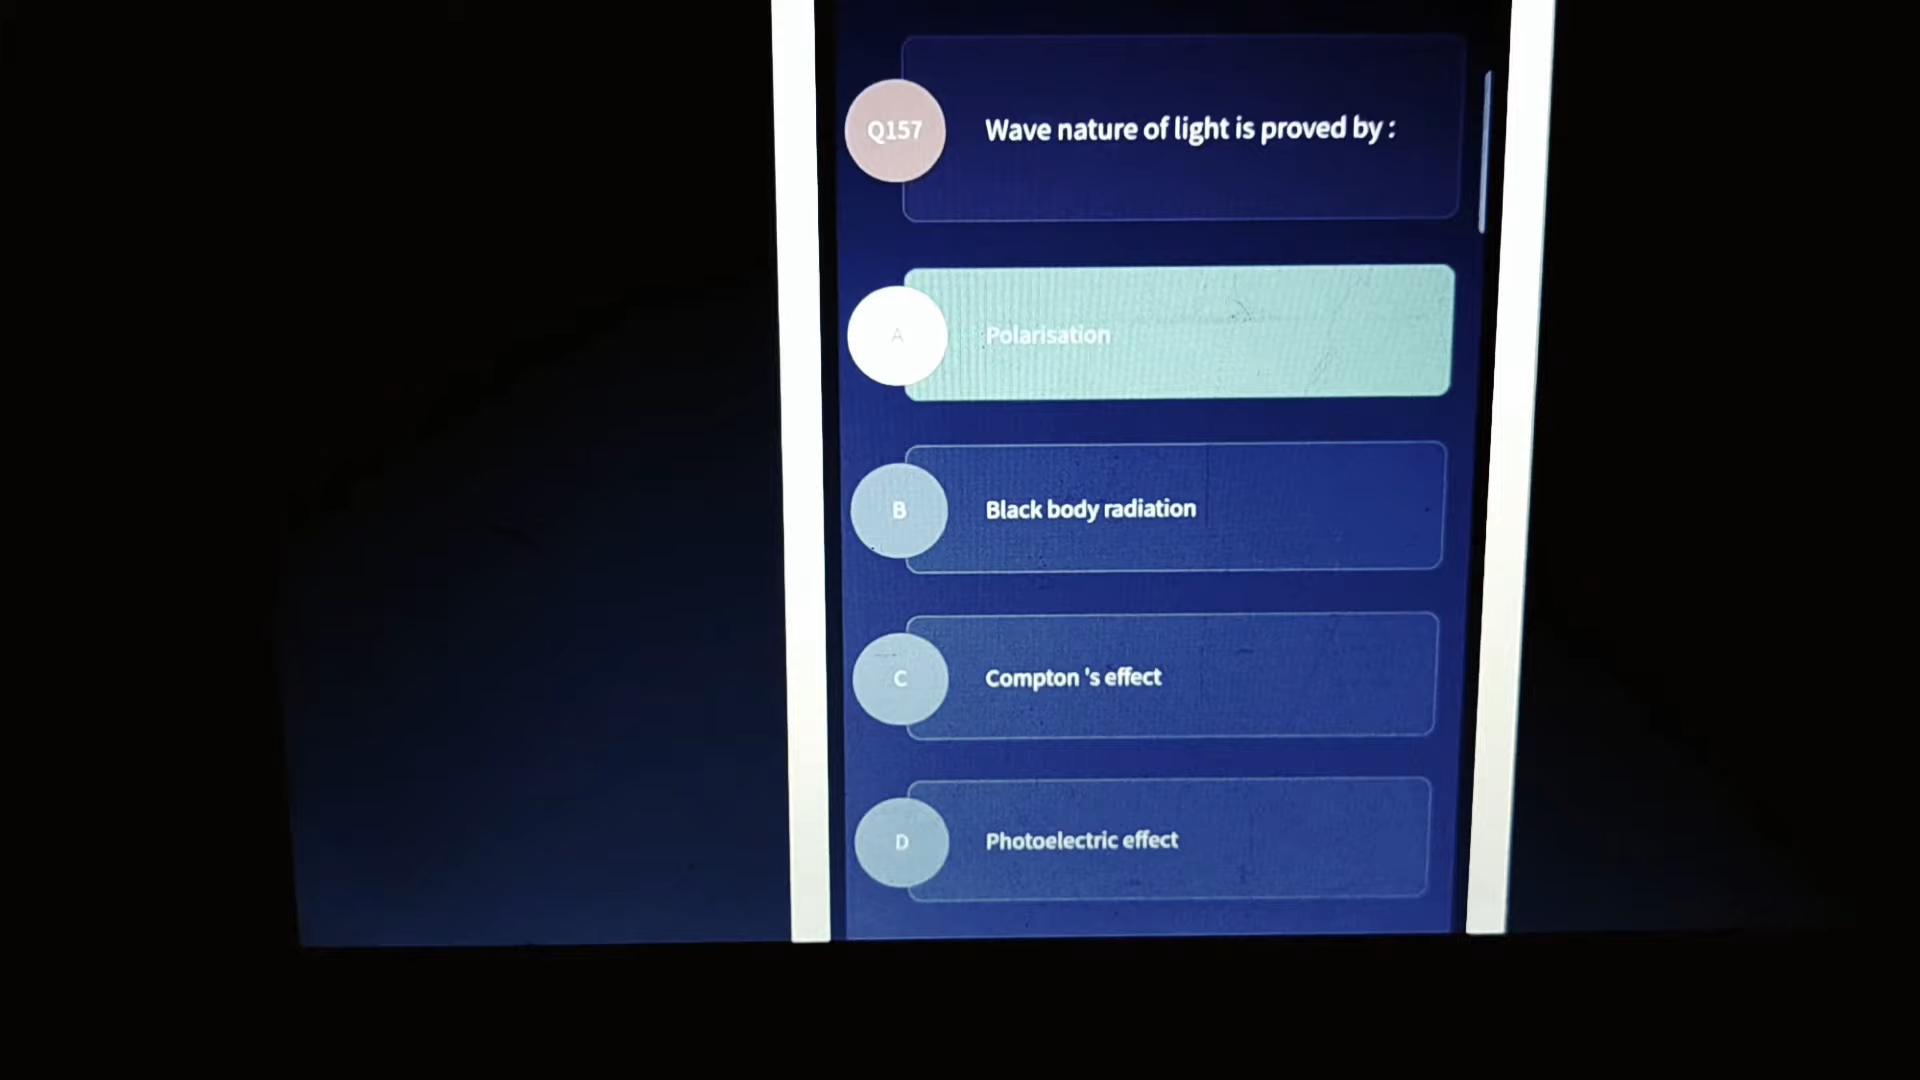 Q157 Wave nature of light is proved by :
A Polarisation
B Black body radiation
C Compton 's effect
D Photoelectric effect